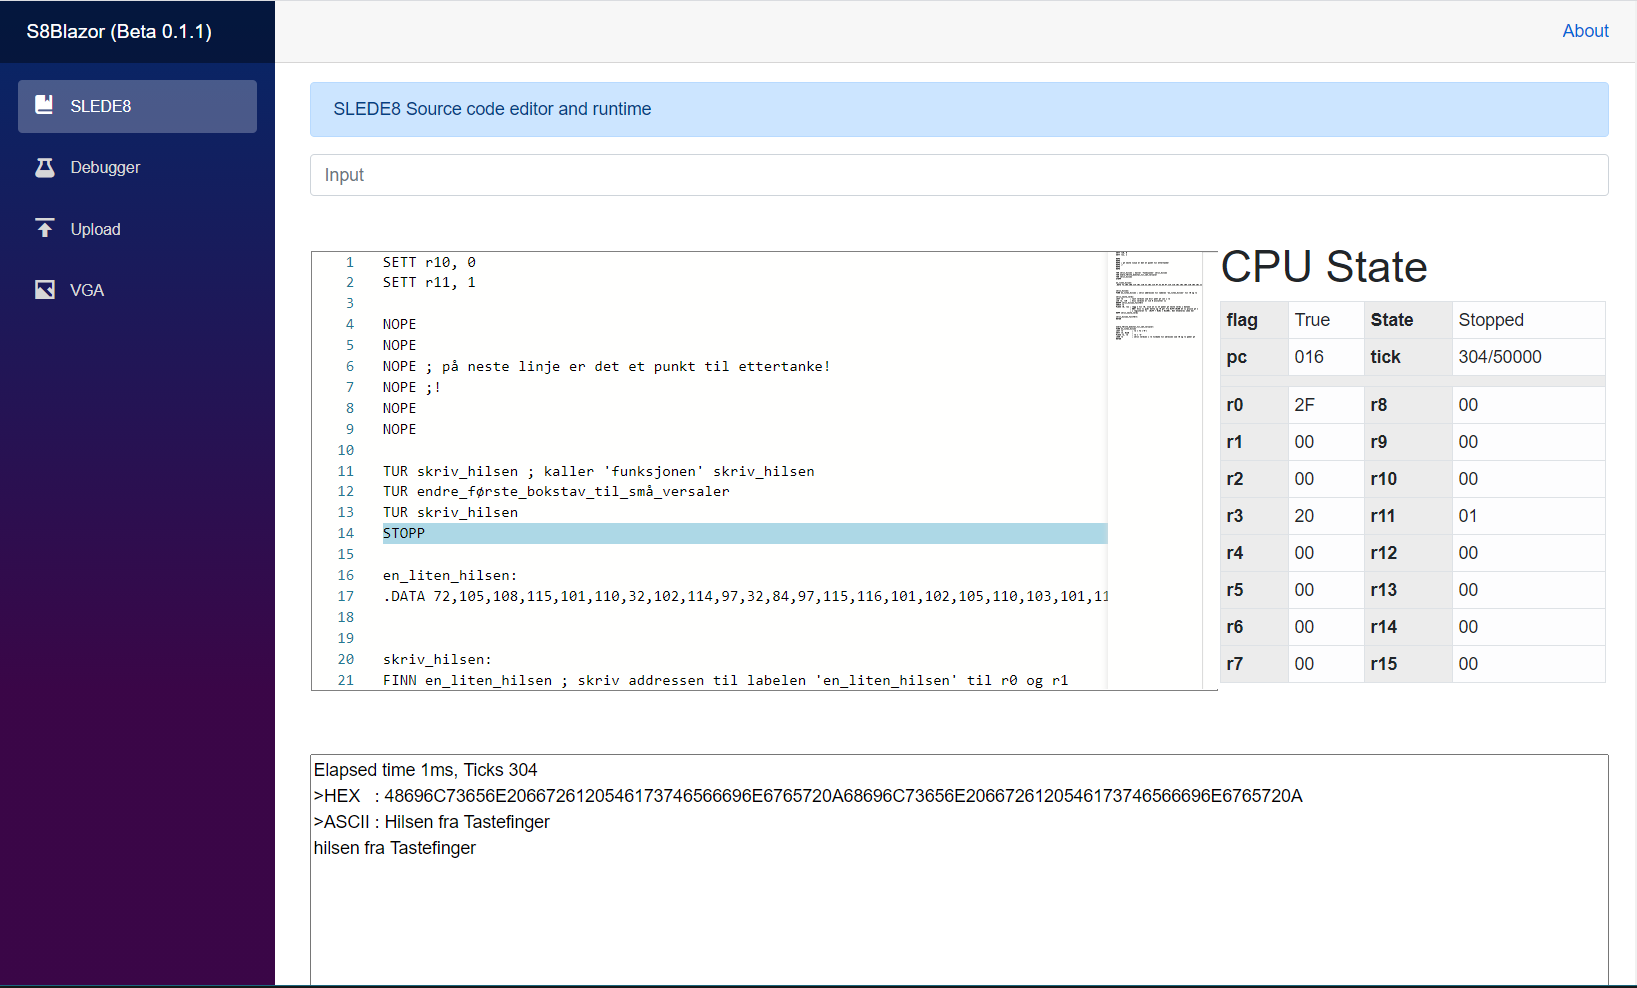 S8Blazor (Beta 0.1.1)
About
SLEDE8
Debugger
Upload
VGA
SLEDE8 Source code editor and runtime
Input
1 SETT r10, 0
2 SETT r11, 1
3
4 NOPE
5 NOPE
6 NOPE ; på neste linje er det et punkt til ettertanke!
7 NOPE ;!
8 NOPE
9 NOPE
10
11 TUR skriv_hilsen ; kaller 'funksjonen' skriv_hilsen
12 TUR endre_første_bokstav_til_små_versaler
13 TUR skriv_hilsen
14 STOPP
15
16 en_liten_hilsen:
17 .DATA 72,105,108,115,101,110,32,102,114,97,32,84,97,115,116,101,102,105,110,103,101,11
18
19
20 skriv_hilsen:
21 FINN en_liten_hilsen ; skriv addressen til labelen 'en_liten_hilsen' til r0 og r1
CPU State
flag True State Stopped
pc 016 tick 304/50000
r0 2F r8 00
r1 00 r9 00
r2 00 r10 00
r3 20 r11 01
r4 00 r12 00
r5 00 r13 00
r6 00 r14 00
r7 00 r15 00
Elapsed time 1ms, Ticks 304
>HEX : 48696C73656E2066726120546173746566696E6765720A68696C73656E2066726120546173746566696E6765720A
>ASCII : Hilsen fra Tastefinger
hilsen fra Tastefinger